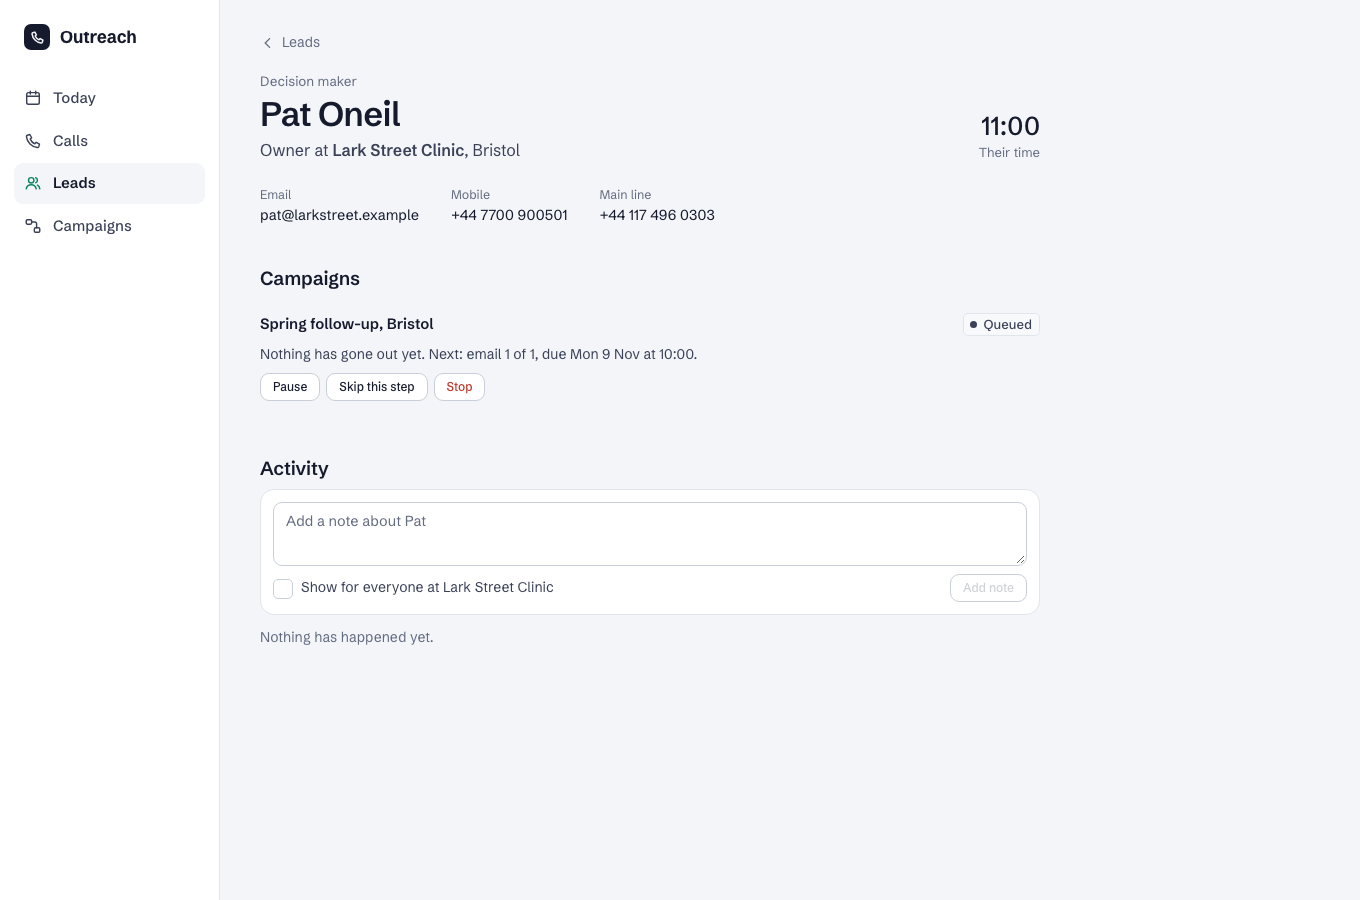 Outreach
Today
Calls
Leads
Campaigns
Leads
Decision maker
Pat Oneil
Owner at Lark Street Clinic, Bristol
11:00
Their time
Email
pat@larkstreet.example
Mobile
+44 7700 900501
Main line
+44 117 496 0303
Campaigns
Spring follow-up, Bristol
Queued
Nothing has gone out yet. Next: email 1 of 1, due Mon 9 Nov at 10:00.
Pause
Skip this step
Stop
Activity
Add a note about Pat
Show for everyone at Lark Street Clinic
Add note
Nothing has happened yet.